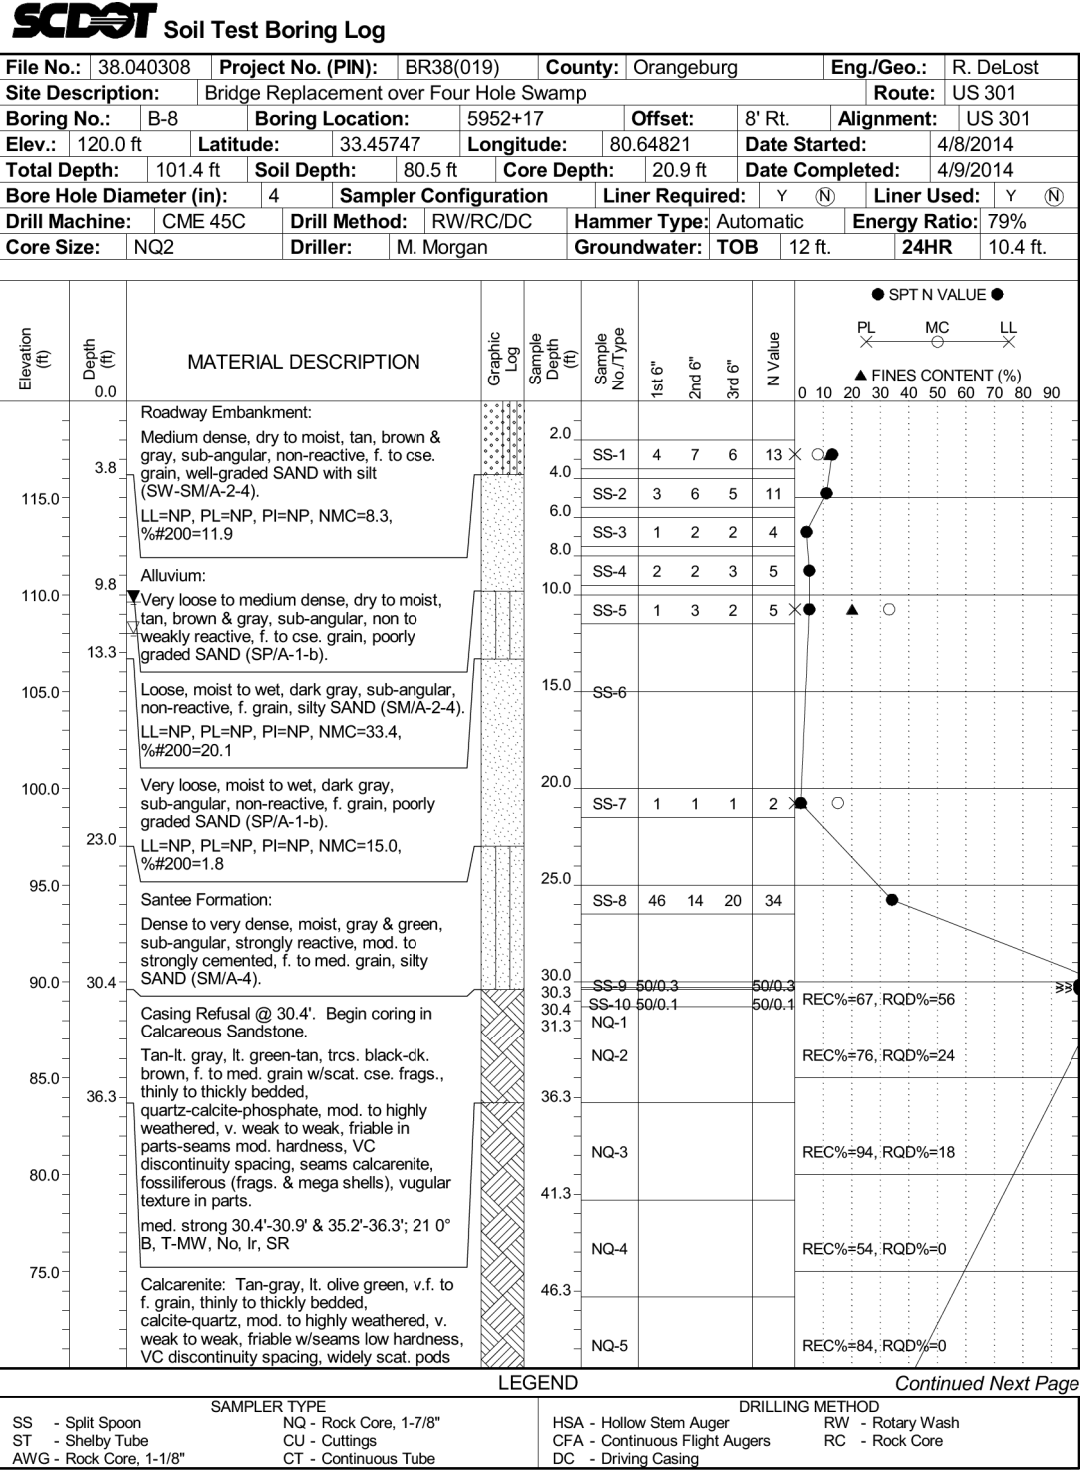 SCDOT Soil Test Boring Log
File No.: 38.040308 Project No. (PIN): BR38(019) County: Orangeburg Eng./Geo.: R. DeLost
Site Description: Bridge Replacement over Four Hole Swamp Route: US 301
Boring No.: B-8 Boring Location: 5952+17 Offset: 8' Rt. Alignment: US 301
Elev.: 120.0 ft Latitude: 33.45747 Longitude: 80.64821 Date Started: 4/8/2014
Total Depth: 101.4 ft Soil Depth: 80.5 ft Core Depth: 20.9 ft Date Completed: 4/9/2014
Bore Hole Diameter (in): 4 Sampler Configuration Liner Required: Y N Liner Used: Y N
Drill Machine: CME 45C Drill Method: RW/RC/DC Hammer Type: Automatic Energy Ratio: 79%
Core Size: NQ2 Driller: M. Morgan Groundwater: TOB 12 ft. 24HR 10.4 ft.
Elevation (ft)
Depth (ft)
0.0
MATERIAL DESCRIPTION
Graphic Log
Sample Depth (ft)
Sample No./Type
1st 6"
2nd 6"
3rd 6"
N Value
● SPT N VALUE ●
PL MC LL
▲ FINES CONTENT (%)
0 10 20 30 40 50 60 70 80 90
115.0
110.0
105.0
100.0
95.0
90.0
85.0
80.0
75.0
3.8
9.8
13.3
23.0
30.4
36.3
Roadway Embankment:
Medium dense, dry to moist, tan, brown &
gray, sub-angular, non-reactive, f. to cse.
grain, well-graded SAND with silt
(SW-SM/A-2-4).
LL=NP, PL=NP, PI=NP, NMC=8.3,
%#200=11.9
Alluvium:
Very loose to medium dense, dry to moist,
tan, brown & gray, sub-angular, non to
weakly reactive, f. to cse. grain, poorly
graded SAND (SP/A-1-b).
Loose, moist to wet, dark gray, sub-angular,
non-reactive, f. grain, silty SAND (SM/A-2-4).
LL=NP, PL=NP, PI=NP, NMC=33.4,
%#200=20.1
Very loose, moist to wet, dark gray,
sub-angular, non-reactive, f. grain, poorly
graded SAND (SP/A-1-b).
LL=NP, PL=NP, PI=NP, NMC=15.0,
%#200=1.8
Santee Formation:
Dense to very dense, moist, gray & green,
sub-angular, strongly reactive, mod. to
strongly cemented, f. to med. grain, silty
SAND (SM/A-4).
Casing Refusal @ 30.4'. Begin coring in
Calcareous Sandstone.
Tan-lt. gray, lt. green-tan, trcs. black-dk.
brown, f. to med. grain w/scat. cse. frags.,
thinly to thickly bedded,
quartz-calcite-phosphate, mod. to highly
weathered, v. weak to weak, friable in
parts-seams mod. hardness, VC
discontinuity spacing, seams calcarenite,
fossiliferous (frags. & mega shells), vugular
texture in parts.
med. strong 30.4'-30.9' & 35.2'-36.3'; 21 0°
B, T-MW, No, Ir, SR
Calcarenite: Tan-gray, lt. olive green, v.f. to
f. grain, thinly to thickly bedded,
calcite-quartz, mod. to highly weathered, v.
weak to weak, friable w/seams low hardness,
VC discontinuity spacing, widely scat. pods
2.0
SS-1 4 7 6 13
4.0
SS-2 3 6 5 11
6.0
SS-3 1 2 2 4
8.0
SS-4 2 2 3 5
10.0
SS-5 1 3 2 5
15.0
SS-6
20.0
SS-7 1 1 1 2
25.0
SS-8 46 14 20 34
30.0
SS-9 50/0.3 50/0.3 >>
30.3
30.4
SS-10 50/0.1 50/0.1 REC%=67, RQD%=56
31.3
NQ-1
NQ-2 REC%=76, RQD%=24
36.3
NQ-3 REC%=94, RQD%=18
41.3
NQ-4 REC%=54, RQD%=0
46.3
NQ-5 REC%=84, RQD%=0
LEGEND
Continued Next Page
SAMPLER TYPE DRILLING METHOD
SS - Split Spoon NQ - Rock Core, 1-7/8" HSA - Hollow Stem Auger RW - Rotary Wash
ST - Shelby Tube CU - Cuttings CFA - Continuous Flight Augers RC - Rock Core
AWG - Rock Core, 1-1/8" CT - Continuous Tube DC - Driving Casing